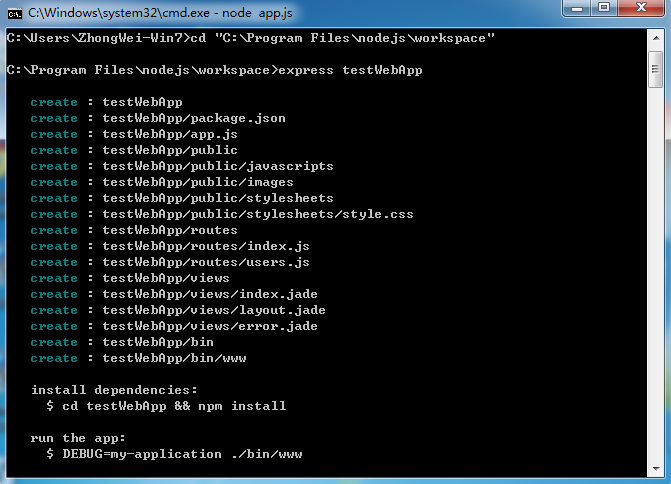 C:\Windows\system32\cmd.exe - node app.js
C:\Users\ZhongWei-Win7>cd "C:\Program Files\nodejs\workspace"
C:\Program Files\nodejs\workspace>express testWebApp
create : testWebApp
create : testWebApp/package.json
create : testWebApp/app.js
create : testWebApp/public
create : testWebApp/public/javascripts
create : testWebApp/public/images
create : testWebApp/public/stylesheets
create : testWebApp/public/stylesheets/style.css
create : testWebApp/routes
create : testWebApp/routes/index.js
create : testWebApp/routes/users.js
create : testWebApp/views
create : testWebApp/views/index.jade
create : testWebApp/views/layout.jade
create : testWebApp/views/error.jade
create : testWebApp/bin
create : testWebApp/bin/www
install dependencies:
$ cd testWebApp && npm install
run the app:
$ DEBUG=my-application ./bin/www